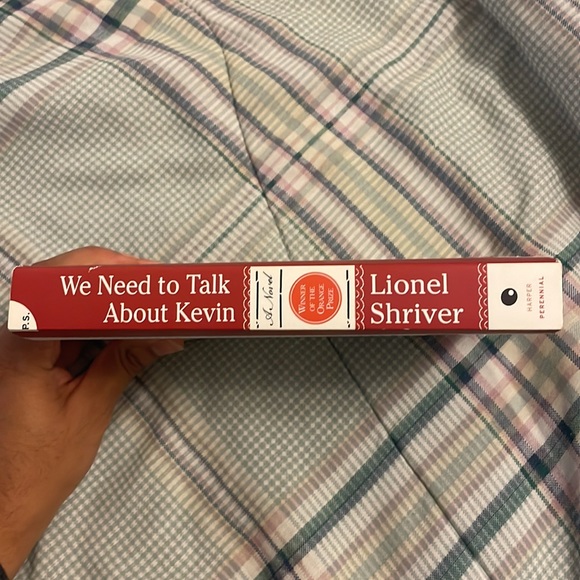 P.S.
We Need to Talk
About Kevin
A Novel
WINNER
OF THE
ORANGE
PRIZE
Lionel
Shriver
HARPER
PERENNIAL